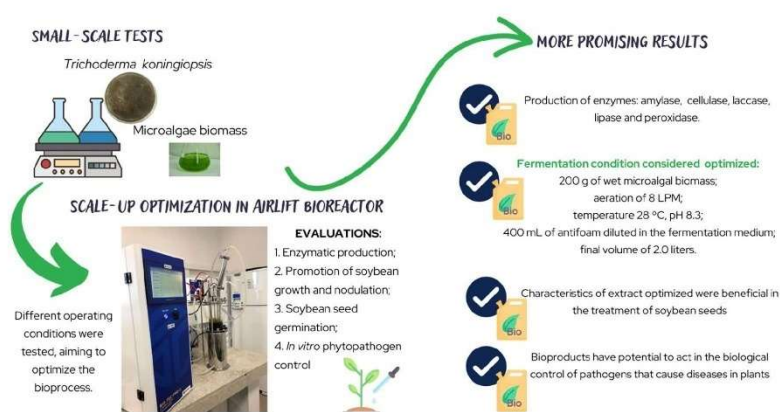 SMALL-SCALE TESTS
Trichoderma koningiopsis
Microalgae biomass
SCALE-UP OPTIMIZATION IN AIRLIFT BIOREACTOR
Different operating
conditions were
tested, aiming to
optimize the
bioprocess.
EVALUATIONS:
1. Enzymatic production;
2. Promotion of soybean
growth and nodulation;
3. Soybean seed
germination;
4. In vitro phytopathogen
control
MORE PROMISING RESULTS
Bio
Production of enzymes: amylase, cellulase, laccase,
lipase and peroxidase.
Bio
Fermentation condition considered optimized:
200 g of wet microalgal biomass;
aeration of 8 LPM;
temperature 28 ºC, pH 8.3;
400 mL of antifoam diluted in the fermentation medium;
final volume of 2.0 liters.
Bio
Characteristics of extract optimized were beneficial in
the treatment of soybean seeds
Bio
Bioproducts have potential to act in the biological
control of pathogens that cause diseases in plants